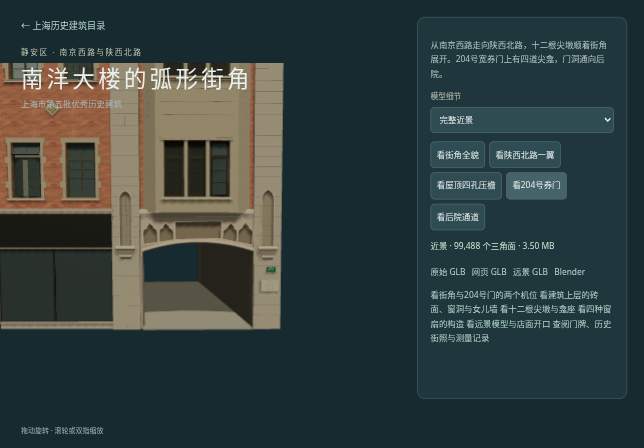 ← 上海历史建筑目录
静安区 · 南京西路与陕西北路
南洋大楼的弧形街角
上海市第五批优秀历史建筑
从南京西路走向陕西北路，十二根尖墩顺着街角
展开。204号宽券门上有四道尖龛，门洞通向后
院。
模型细节
完整近景
看街角全貌 看陕西北路一翼
看屋顶四孔压檐 看204号券门
看后院通道
近景 · 99,488 个三角面 · 3.50 MB
原始 GLB 网页 GLB 远景 GLB Blender
看街角与204号门的两个机位 看建筑上层的砖
面、窗洞与女儿墙 看十二根尖墩与龛座 看四种窗
扇的构造 看远景模型与店面开口 查阅门牌、历史
街照与测量记录
拖动旋转 · 滚轮或双指缩放